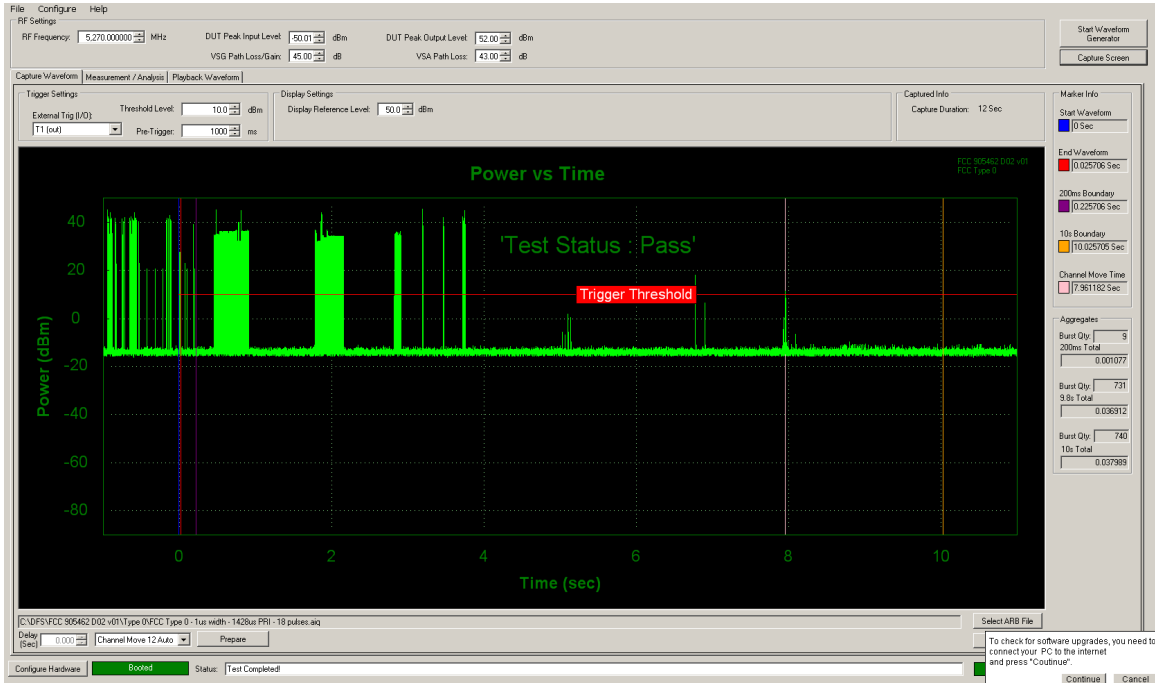 File Configure Help
RF Settings
RF Frequency: 5,270.000000 MHz
DUT Peak Input Level: -50.01 dBm
DUT Peak Output Level: 52.00 dBm
VSG Path Loss/Gain: 45.00 dB
VSA Path Loss: 43.00 dB
Start Waveform
Generator
Capture Screen
Capture Waveform Measurement / Analysis Playback Waveform
Trigger Settings
External Trig (I/O):
T1 (out)
Threshold Level: 10.0 dBm
Pre-Trigger: 1000 ms
Display Settings
Display Reference Level: 50.0 dBm
Captured Info
Capture Duration: 12 Sec
Marker Info
Start Waveform
0 Sec
End Waveform
0.025706 Sec
200ms Boundary
0.225706 Sec
10s Boundary
10.025705 Sec
Channel Move Time
7.961182 Sec
Aggregates
Burst Qty: 9
200ms Total
0.001077
Burst Qty: 731
9.8s Total
0.036912
Burst Qty: 740
10s Total
0.037989
Power vs Time
FCC 905462 D02 v01
FCC Type 0
'Test Status : Pass'
Trigger Threshold
Power (dBm)
40
20
0
-20
-40
-60
-80
0 2 4 6 8 10
Time (sec)
C:\DFS\FCC 905462 D02 v01\Type 0\FCC Type 0 - 1us width - 1428us PRI - 18 pulses.aiq
Select ARB File
Delay
(Sec) 0.000 Channel Move 12 Auto Prepare
Configure Hardware Booted Status: Test Completed!
To check for software upgrades, you need to
connect your PC to the internet
and press "Coutinue".
Continue Cancel